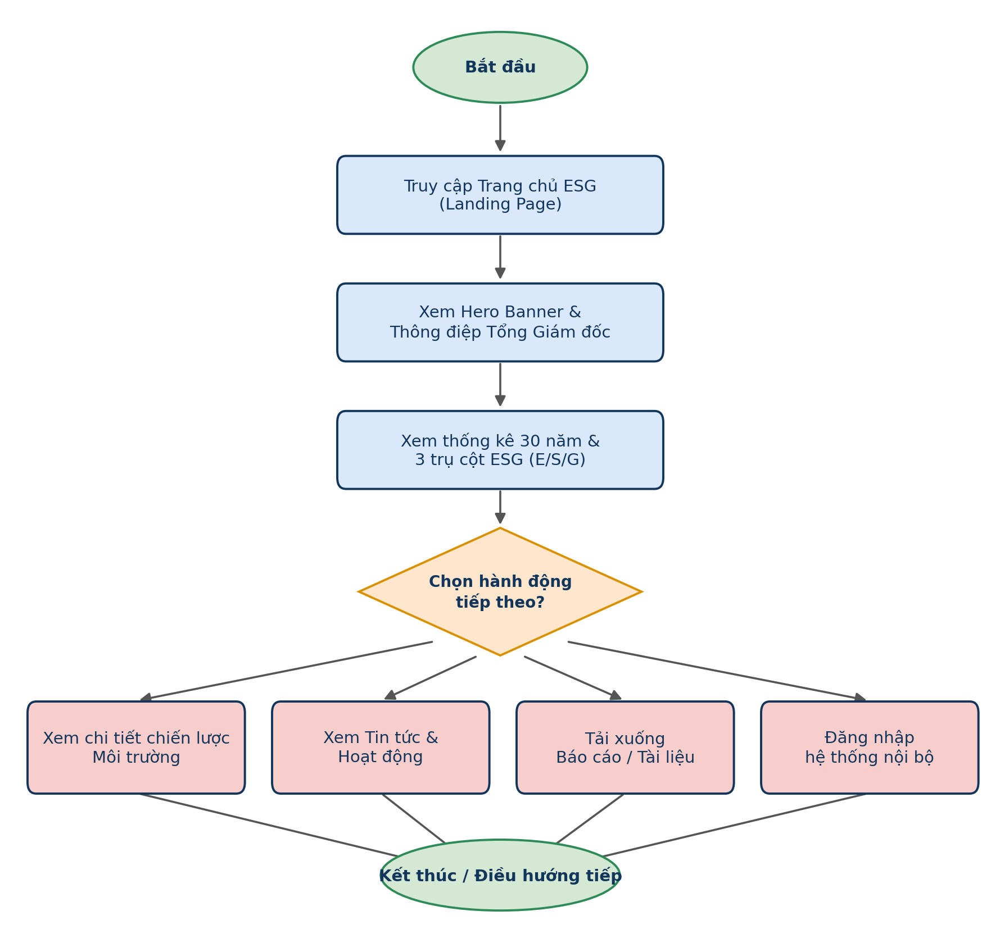 Bắt đầu
Truy cập Trang chủ ESG
(Landing Page)
Xem Hero Banner &
Thông điệp Tổng Giám đốc
Xem thống kê 30 năm &
3 trụ cột ESG (E/S/G)
Chọn hành động
tiếp theo?
Xem chi tiết chiến lược
Môi trường
Xem Tin tức &
Hoạt động
Tải xuống
Báo cáo / Tài liệu
Đăng nhập
hệ thống nội bộ
Kết thúc / Điều hướng tiếp